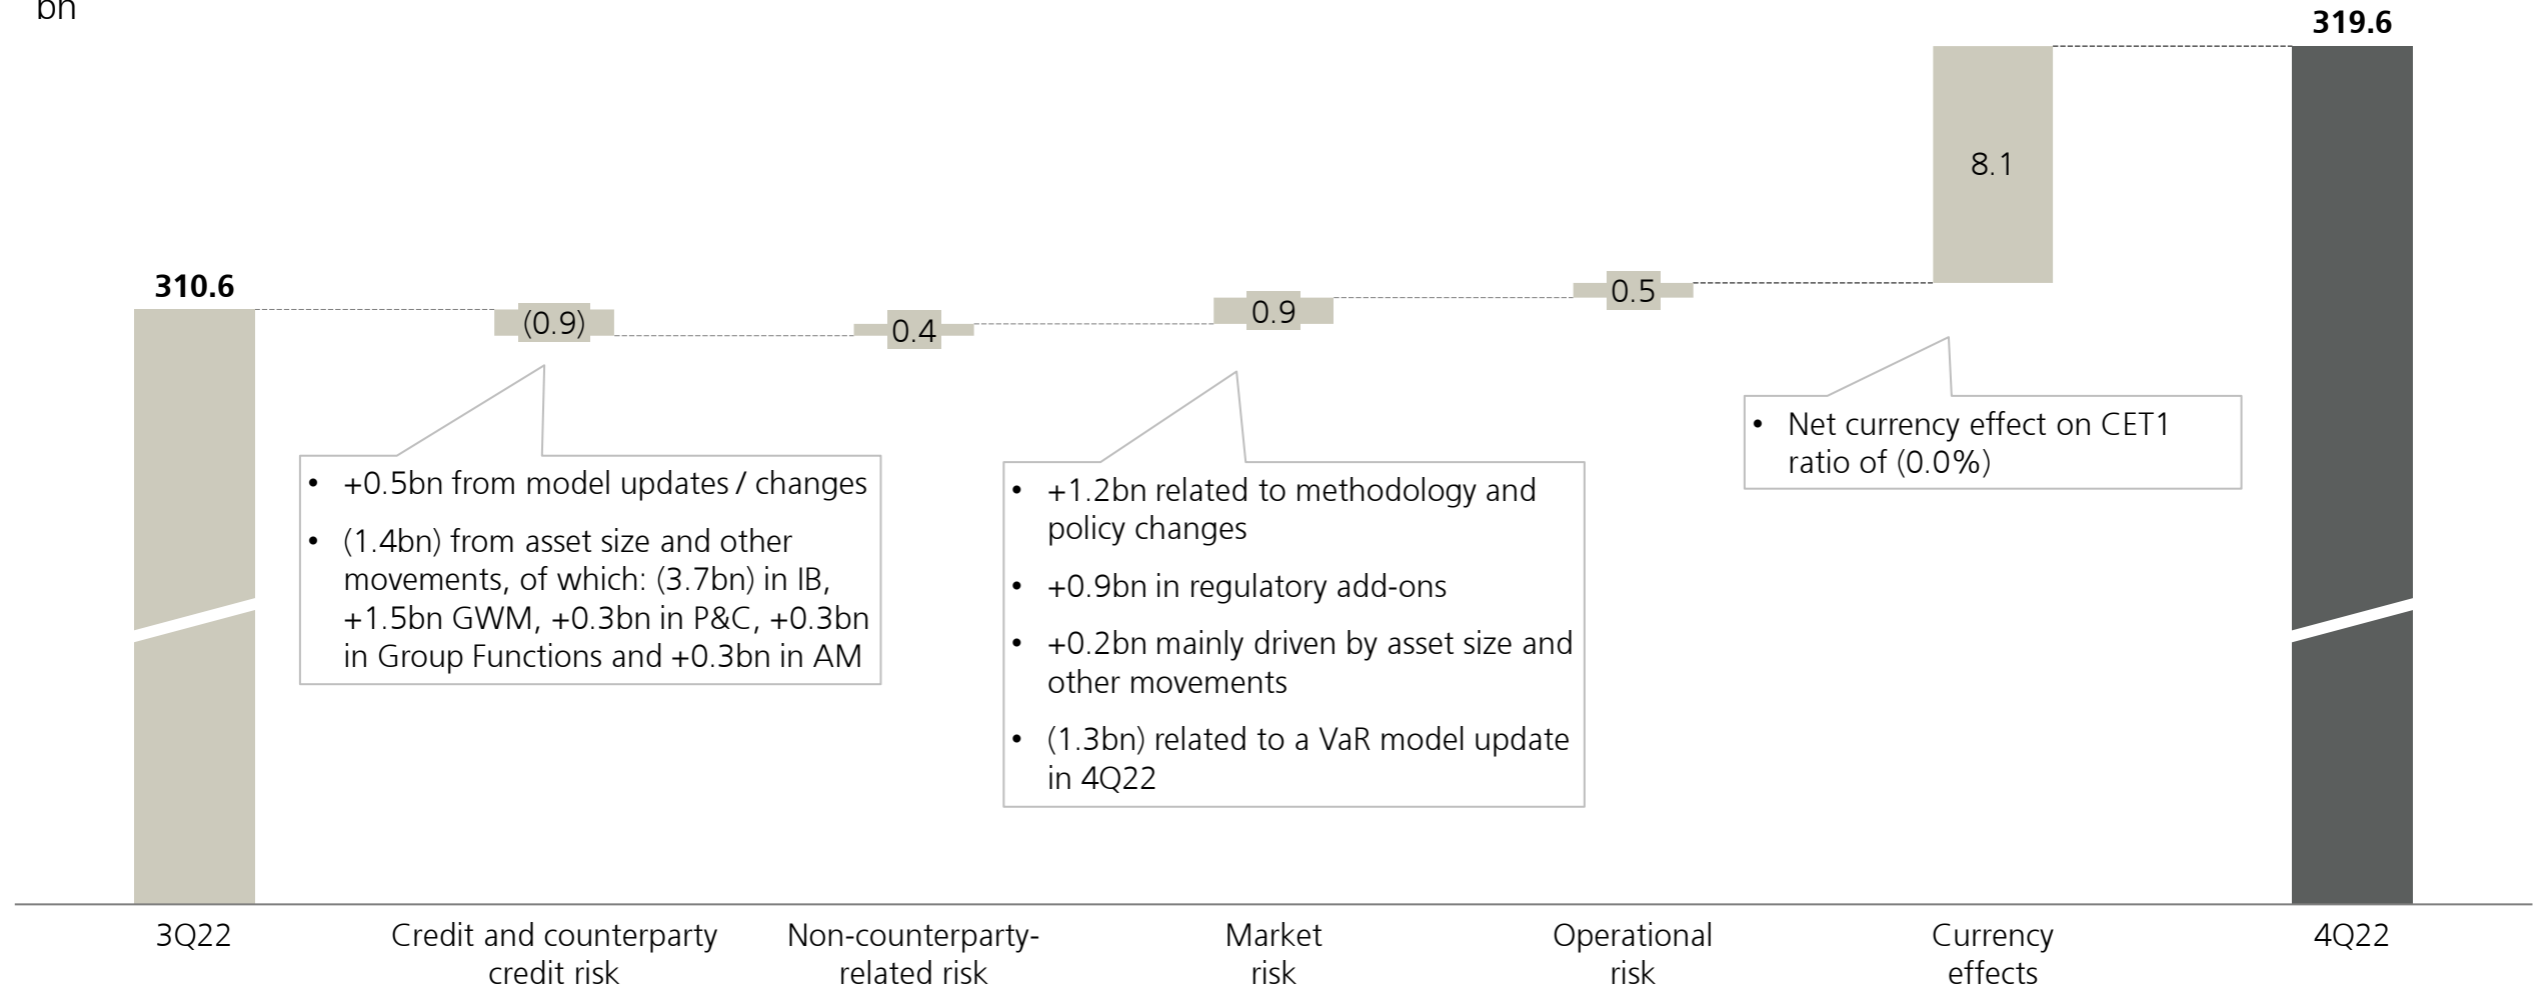 bn
319.6
8.1
310.6
(0.9)
0.4
0.9
0.5
• Net currency effect on CET1
ratio of (0.0%)
• +0.5bn from model updates / changes
• (1.4bn) from asset size and other
movements, of which: (3.7bn) in IB,
+1.5bn GWM, +0.3bn in P&C, +0.3bn
in Group Functions and +0.3bn in AM
• +1.2bn related to methodology and
policy changes
• +0.9bn in regulatory add-ons
• +0.2bn mainly driven by asset size and
other movements
• (1.3bn) related to a VaR model update
in 4Q22
3Q22
Credit and counterparty
credit risk
Non-counterparty-
related risk
Market
risk
Operational
risk
Currency
effects
4Q22